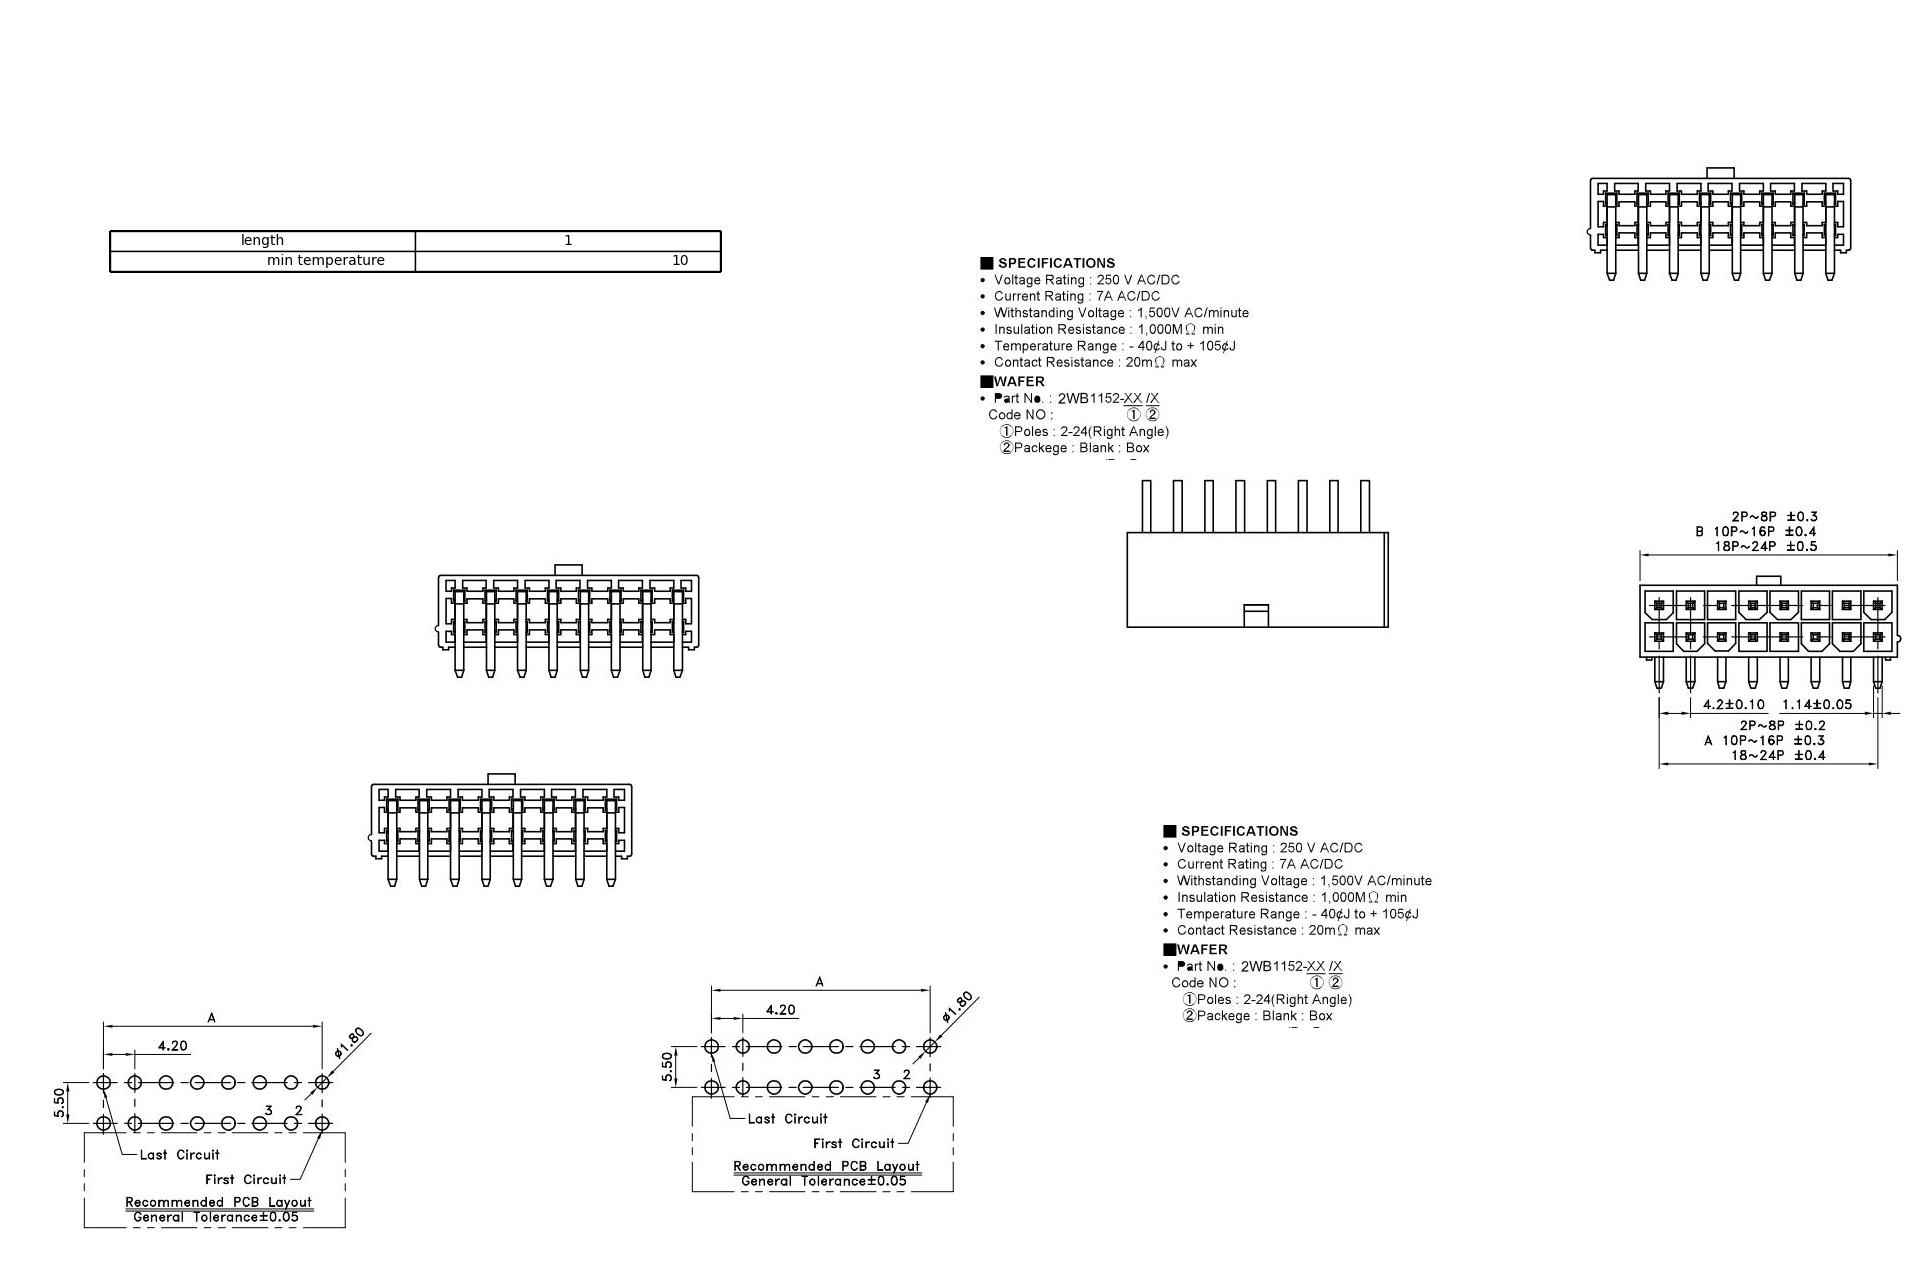 length 1
min temperature 10
■ SPECIFICATIONS
• Voltage Rating : 250 V AC/DC
• Current Rating : 7A AC/DC
• Withstanding Voltage : 1,500V AC/minute
• Insulation Resistance : 1,000MΩ min
• Temperature Range : - 40¢J to + 105¢J
• Contact Resistance : 20mΩ max
■WAFER
• Part No. : 2WB1152-XX /X
Code NO : ① ②
①Poles : 2-24(Right Angle)
②Packege : Blank : Box
2P~8P ±0.3
B 10P~16P ±0.4
18P~24P ±0.5
4.2±0.10 1.14±0.05
2P~8P ±0.2
A 10P~16P ±0.3
18~24P ±0.4
■ SPECIFICATIONS
• Voltage Rating : 250 V AC/DC
• Current Rating : 7A AC/DC
• Withstanding Voltage : 1,500V AC/minute
• Insulation Resistance : 1,000MΩ min
• Temperature Range : - 40¢J to + 105¢J
• Contact Resistance : 20mΩ max
■WAFER
• Part No. : 2WB1152-XX /X
Code NO : ① ②
①Poles : 2-24(Right Angle)
②Packege : Blank : Box
A
4.20
ø1.80
5.50
3 2
Last Circuit
First Circuit
Recommended PCB Layout
General Tolerance±0.05
A
4.20
ø1.80
5.50
3 2
Last Circuit
First Circuit
Recommended PCB Layout
General Tolerance±0.05